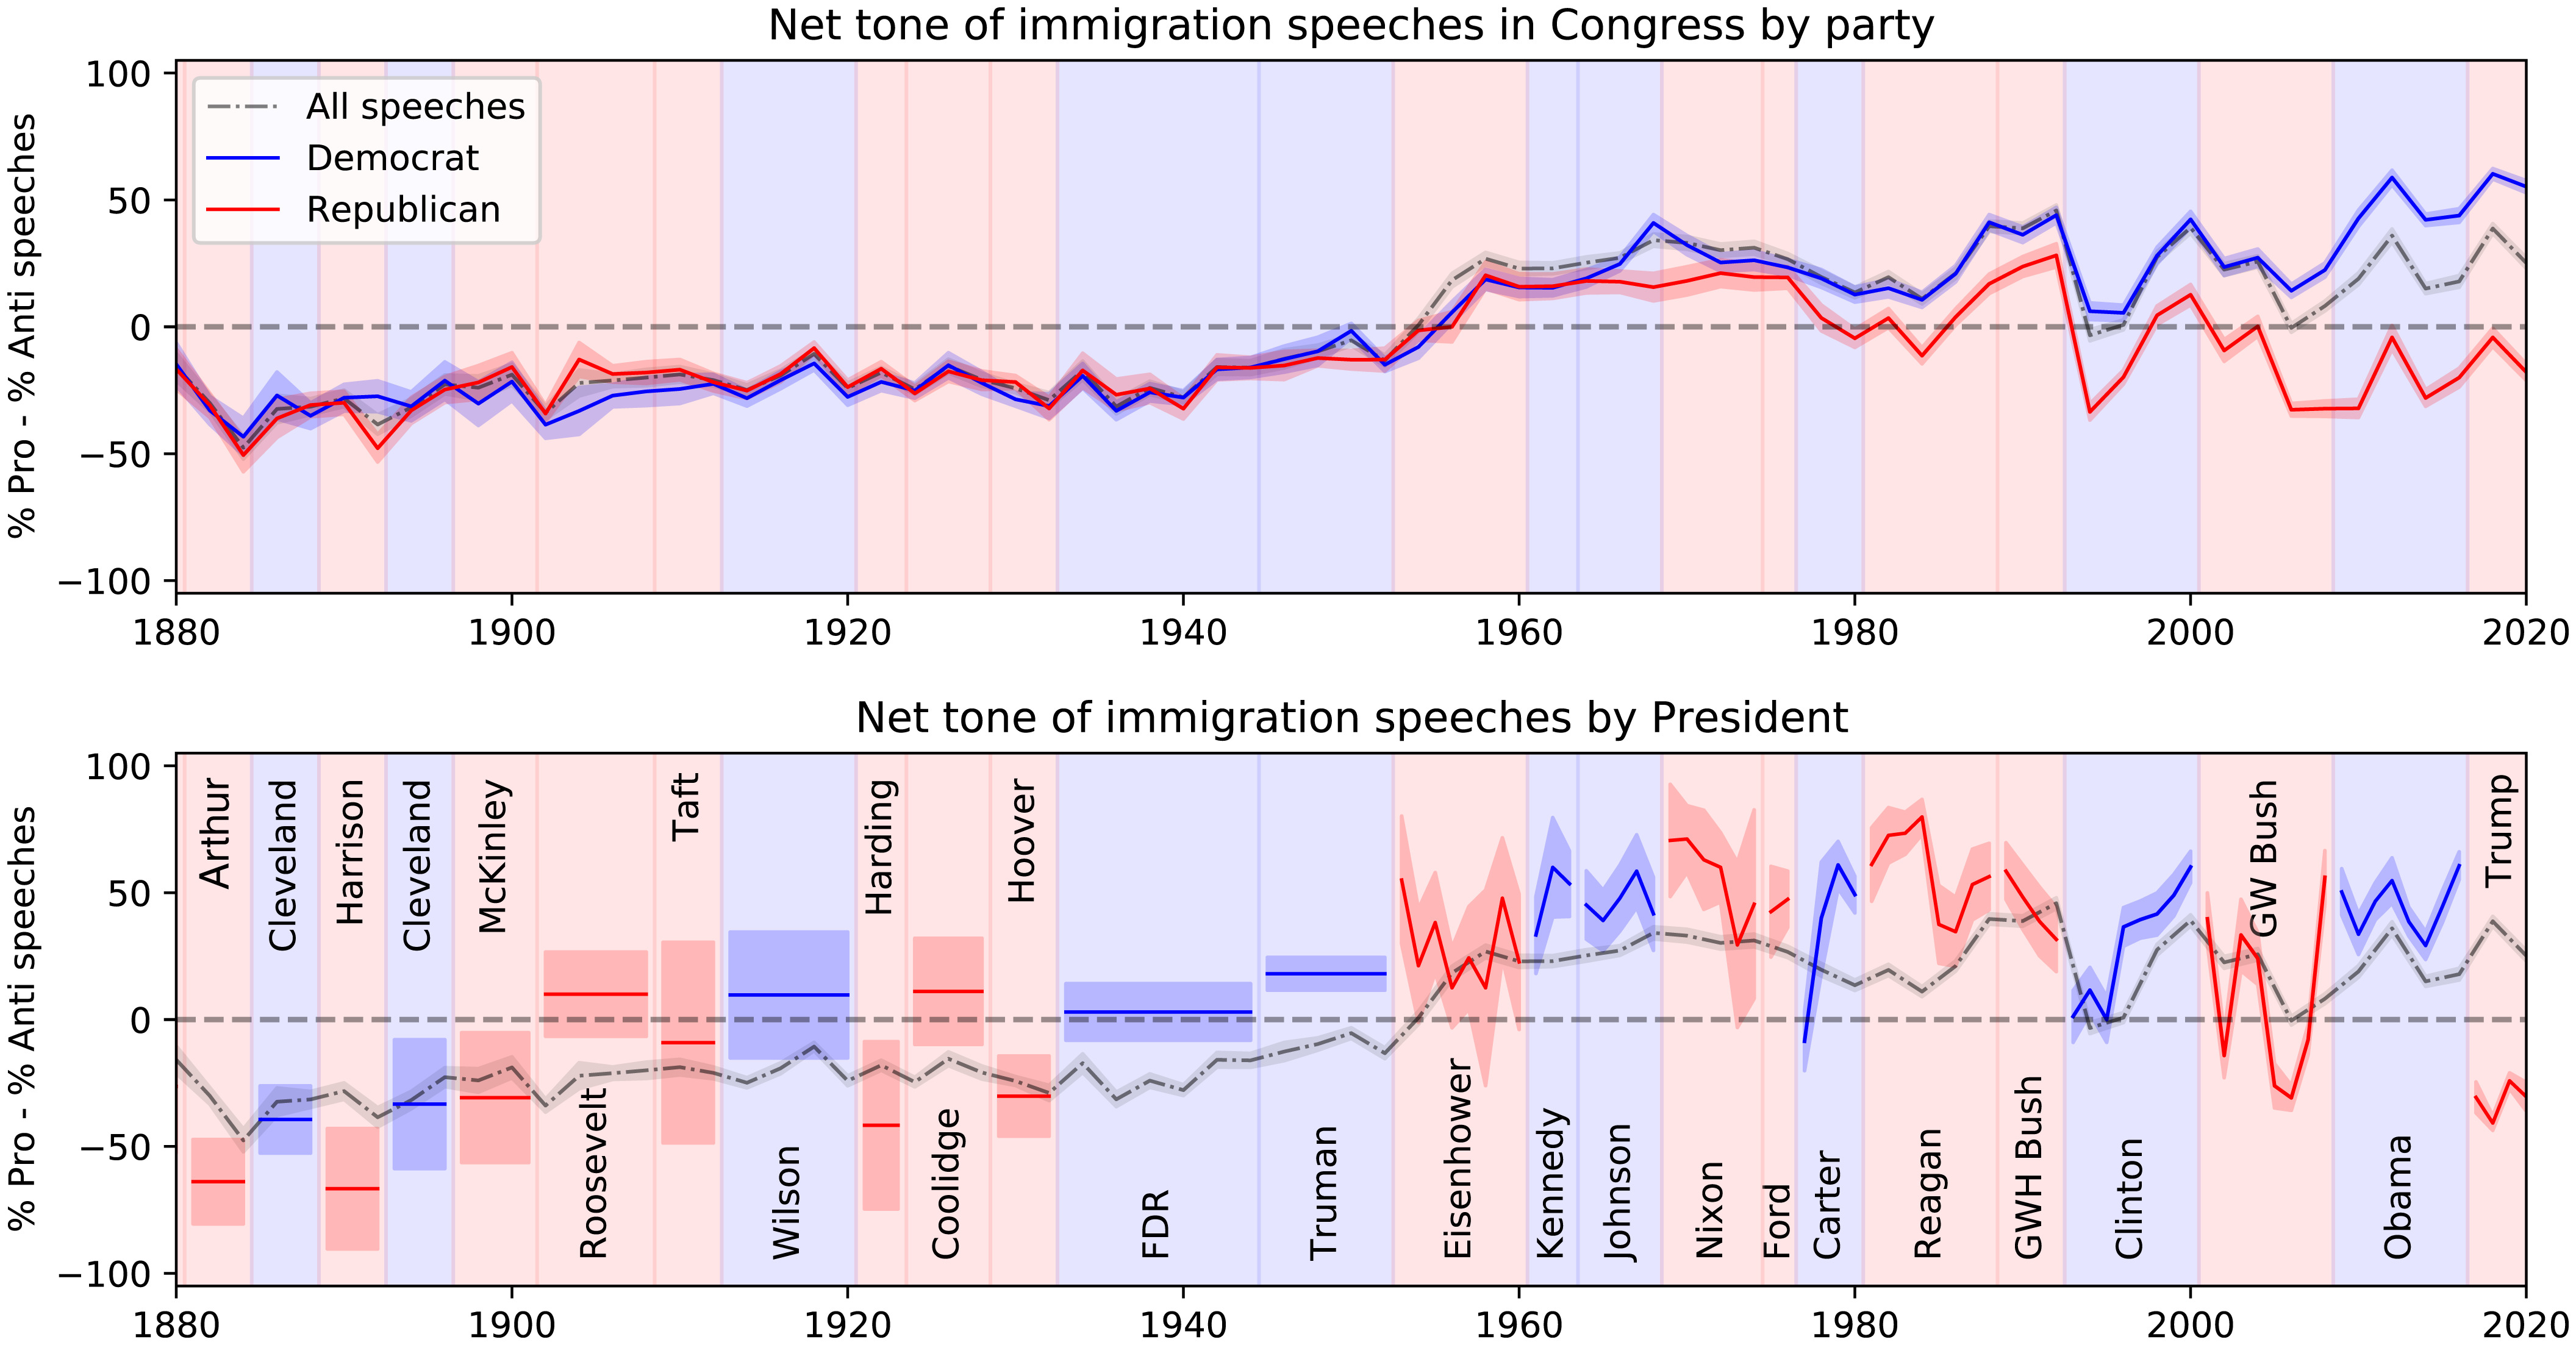 Net tone of immigration speeches in Congress by party
% Pro - % Anti speeches
100
50
0
−50
−100
All speeches
Democrat
Republican
1880 1900 1920 1940 1960 1980 2000 2020
Net tone of immigration speeches by President
% Pro - % Anti speeches
100
50
0
−50
−100
Arthur
Cleveland
Harrison
Cleveland
McKinley
Roosevelt
Taft
Wilson
Harding
Coolidge
Hoover
FDR
Truman
Eisenhower
Kennedy
Johnson
Nixon
Ford
Carter
Reagan
GWH Bush
Clinton
GW Bush
Obama
Trump
1880 1900 1920 1940 1960 1980 2000 2020